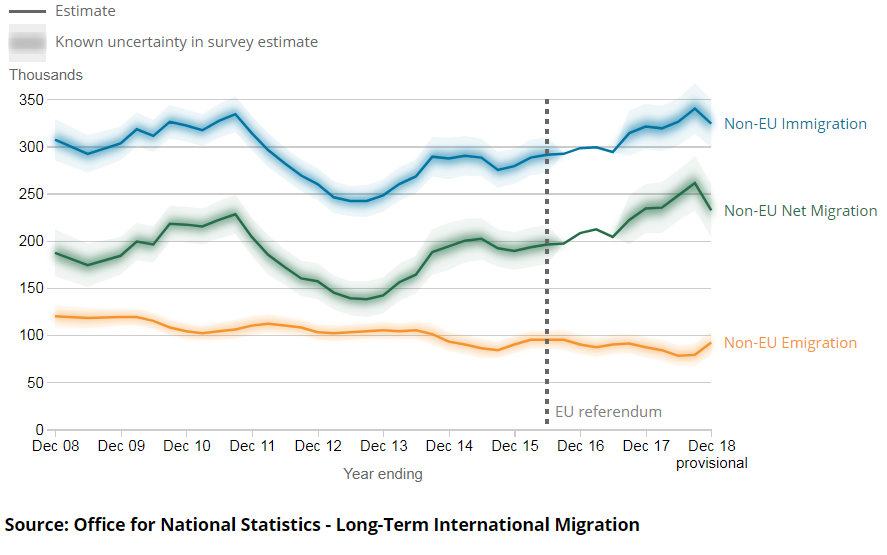 Estimate
Known uncertainty in survey estimate
Thousands
350
300
250
200
150
100
50
0
Non-EU Immigration
Non-EU Net Migration
Non-EU Emigration
EU referendum
Dec 08 Dec 09 Dec 10 Dec 11 Dec 12 Dec 13 Dec 14 Dec 15 Dec 16 Dec 17 Dec 18
provisional
Year ending
Source: Office for National Statistics - Long-Term International Migration